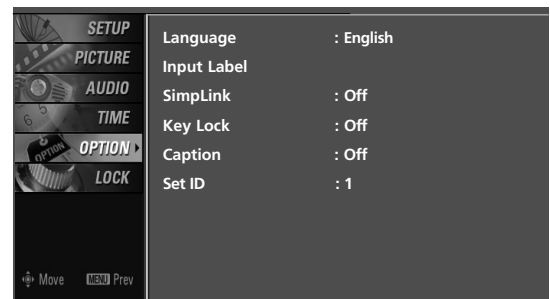 SETUP
PICTURE
AUDIO
TIME
OPTION
LOCK
Move MENU Prev
Language : English
Input Label
SimpLink : Off
Key Lock : Off
Caption : Off
Set ID : 1